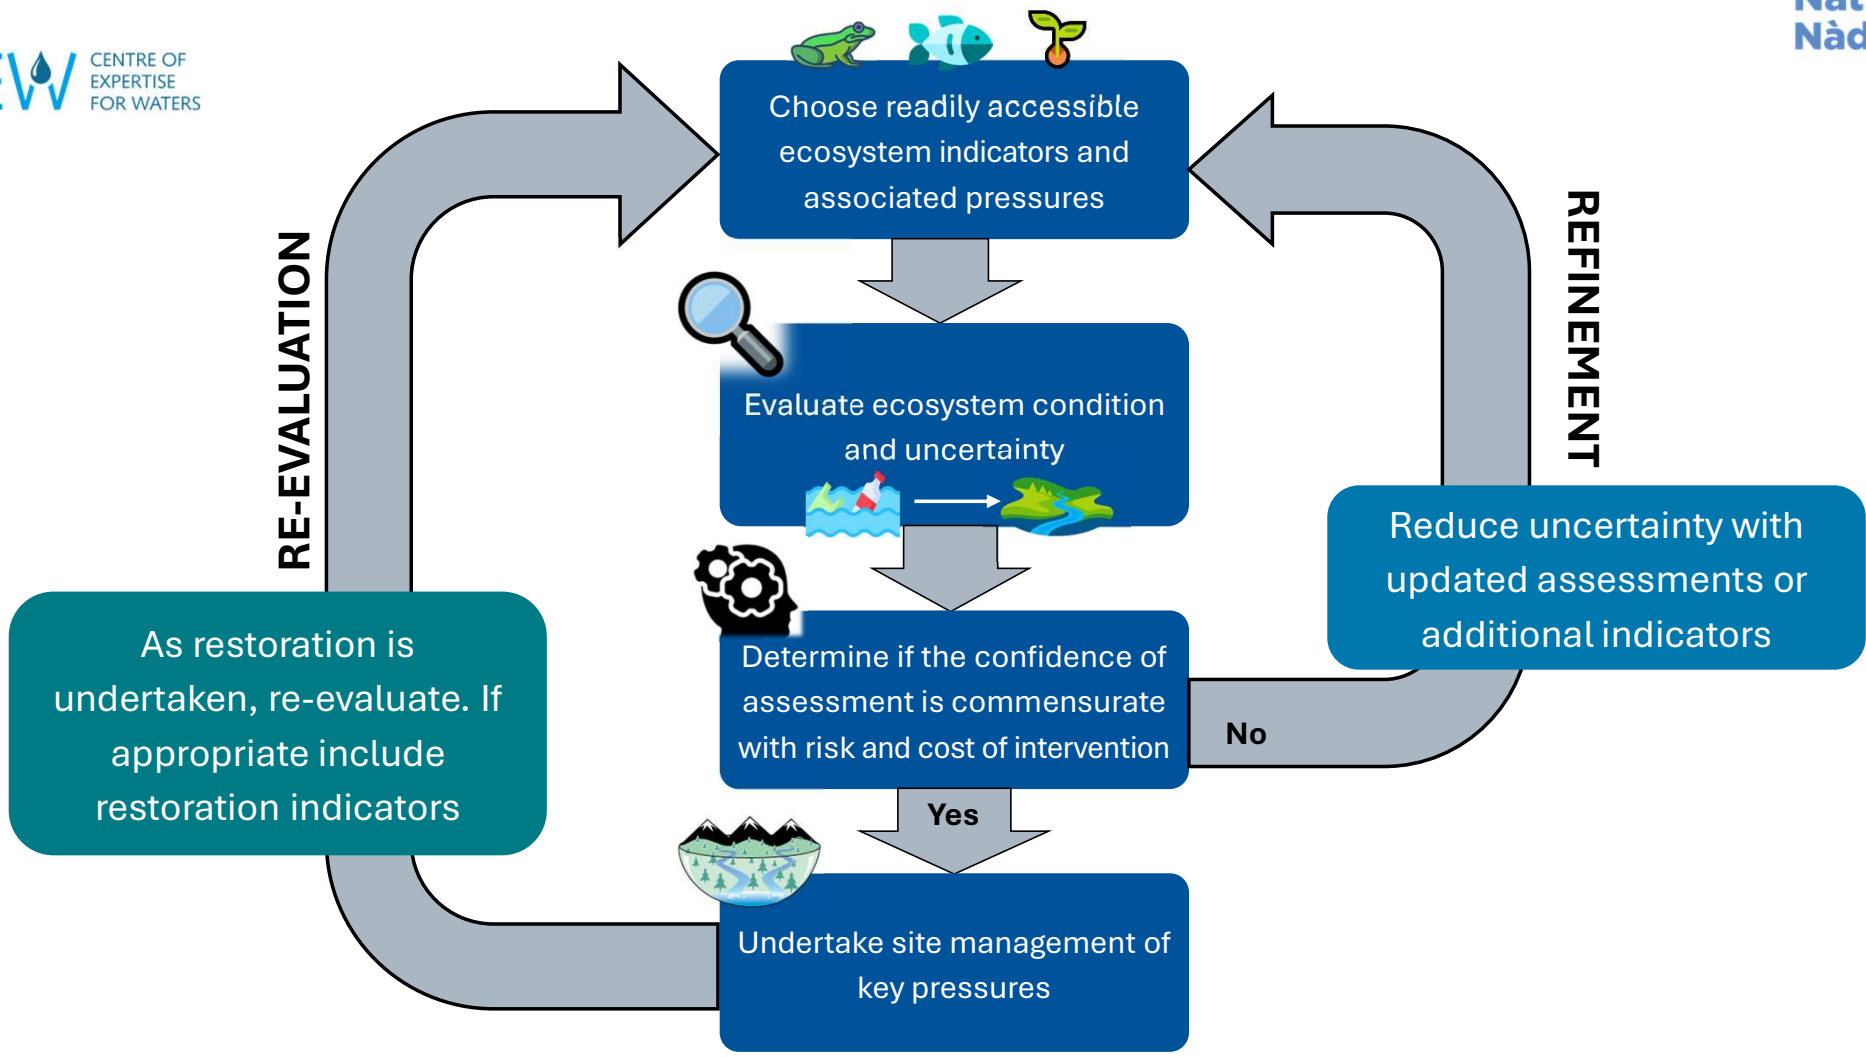 CENTRE OF
EXPERTISE
FOR WATERS
Choose readily accessible
ecosystem indicators and
associated pressures
RE-EVALUATION
REFINEMENT
Evaluate ecosystem condition
and uncertainty
Reduce uncertainty with
updated assessments or
additional indicators
As restoration is
undertaken, re-evaluate. If
appropriate include
restoration indicators
Determine if the confidence of
assessment is commensurate
with risk and cost of intervention
No
Yes
Undertake site management of
key pressures